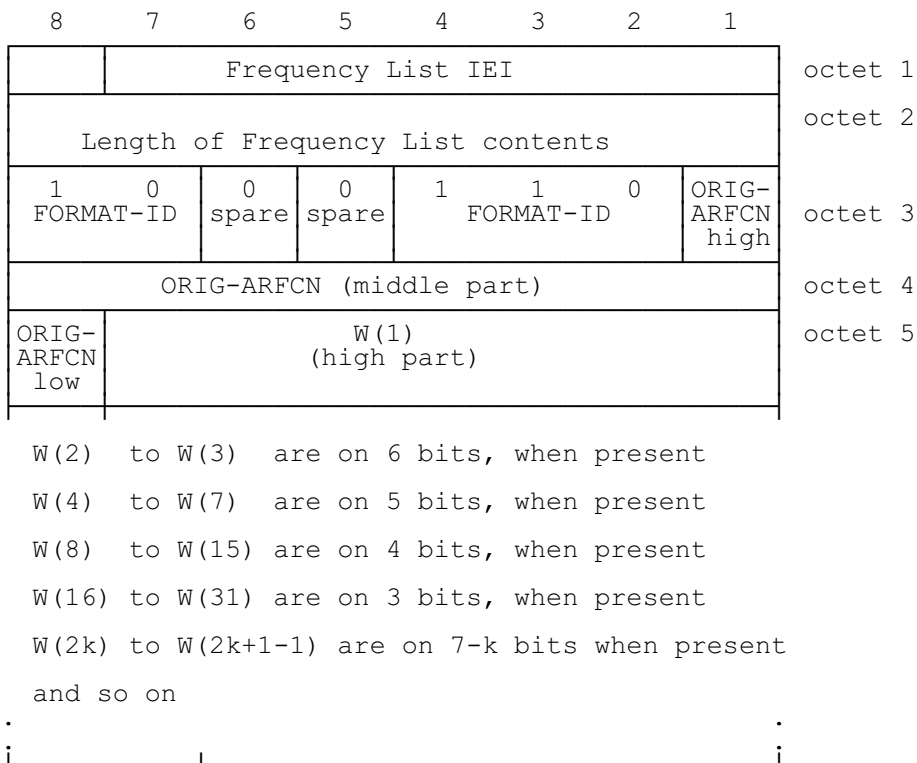 8 7 6 5 4 3 2 1
Frequency List IEI octet 1
octet 2
Length of Frequency List contents
1 0 0 0 1 1 0 ORIG-
FORMAT-ID spare spare FORMAT-ID ARFCN octet 3
high
ORIG-ARFCN (middle part) octet 4
ORIG- W(1) octet 5
ARFCN (high part)
low
W(2) to W(3) are on 6 bits, when present
W(4) to W(7) are on 5 bits, when present
W(8) to W(15) are on 4 bits, when present
W(16) to W(31) are on 3 bits, when present
W(2k) to W(2k+1-1) are on 7-k bits when present
and so on